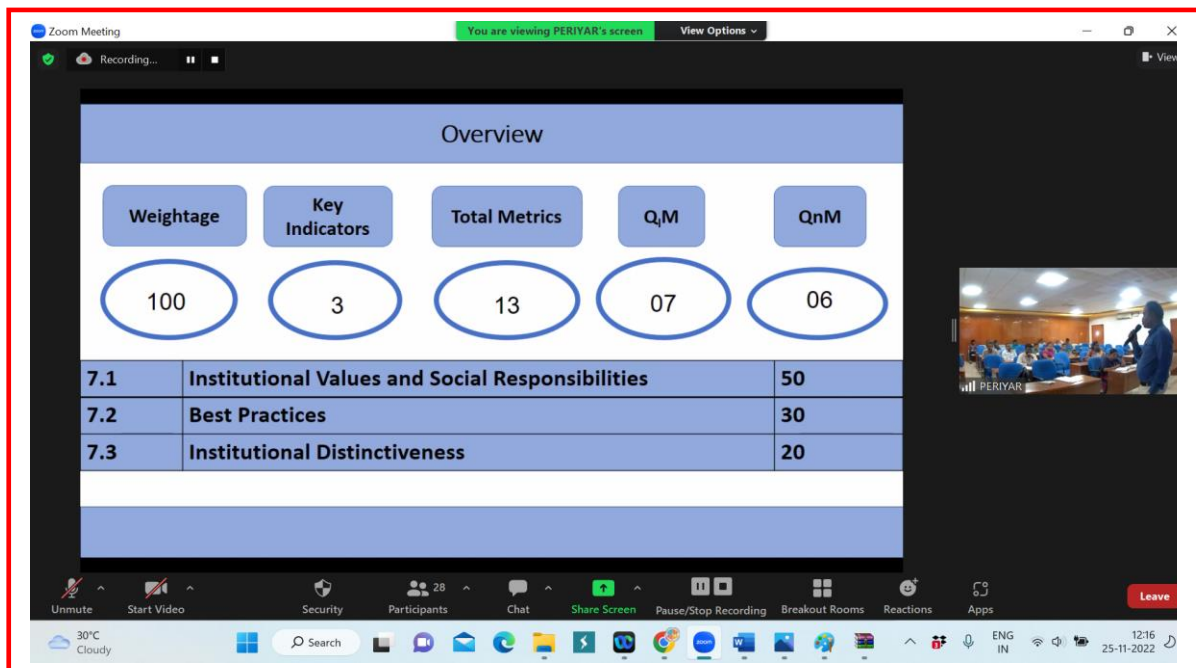 Zoom Meeting
You are viewing PERIYAR's screen
View Options
Recording...
View
Overview
Weightage
Key
Indicators
Total Metrics
QlM
QnM
100
3
13
07
06
7.1 Institutional Values and Social Responsibilities 50
7.2 Best Practices 30
7.3 Institutional Distinctiveness 20
PERIYAR
Unmute
Start Video
Security
28
Participants
Chat
Share Screen
Pause/Stop Recording
Breakout Rooms
Reactions
Apps
Leave
30°C
Cloudy
Search
ENG
IN
12:16
25-11-2022